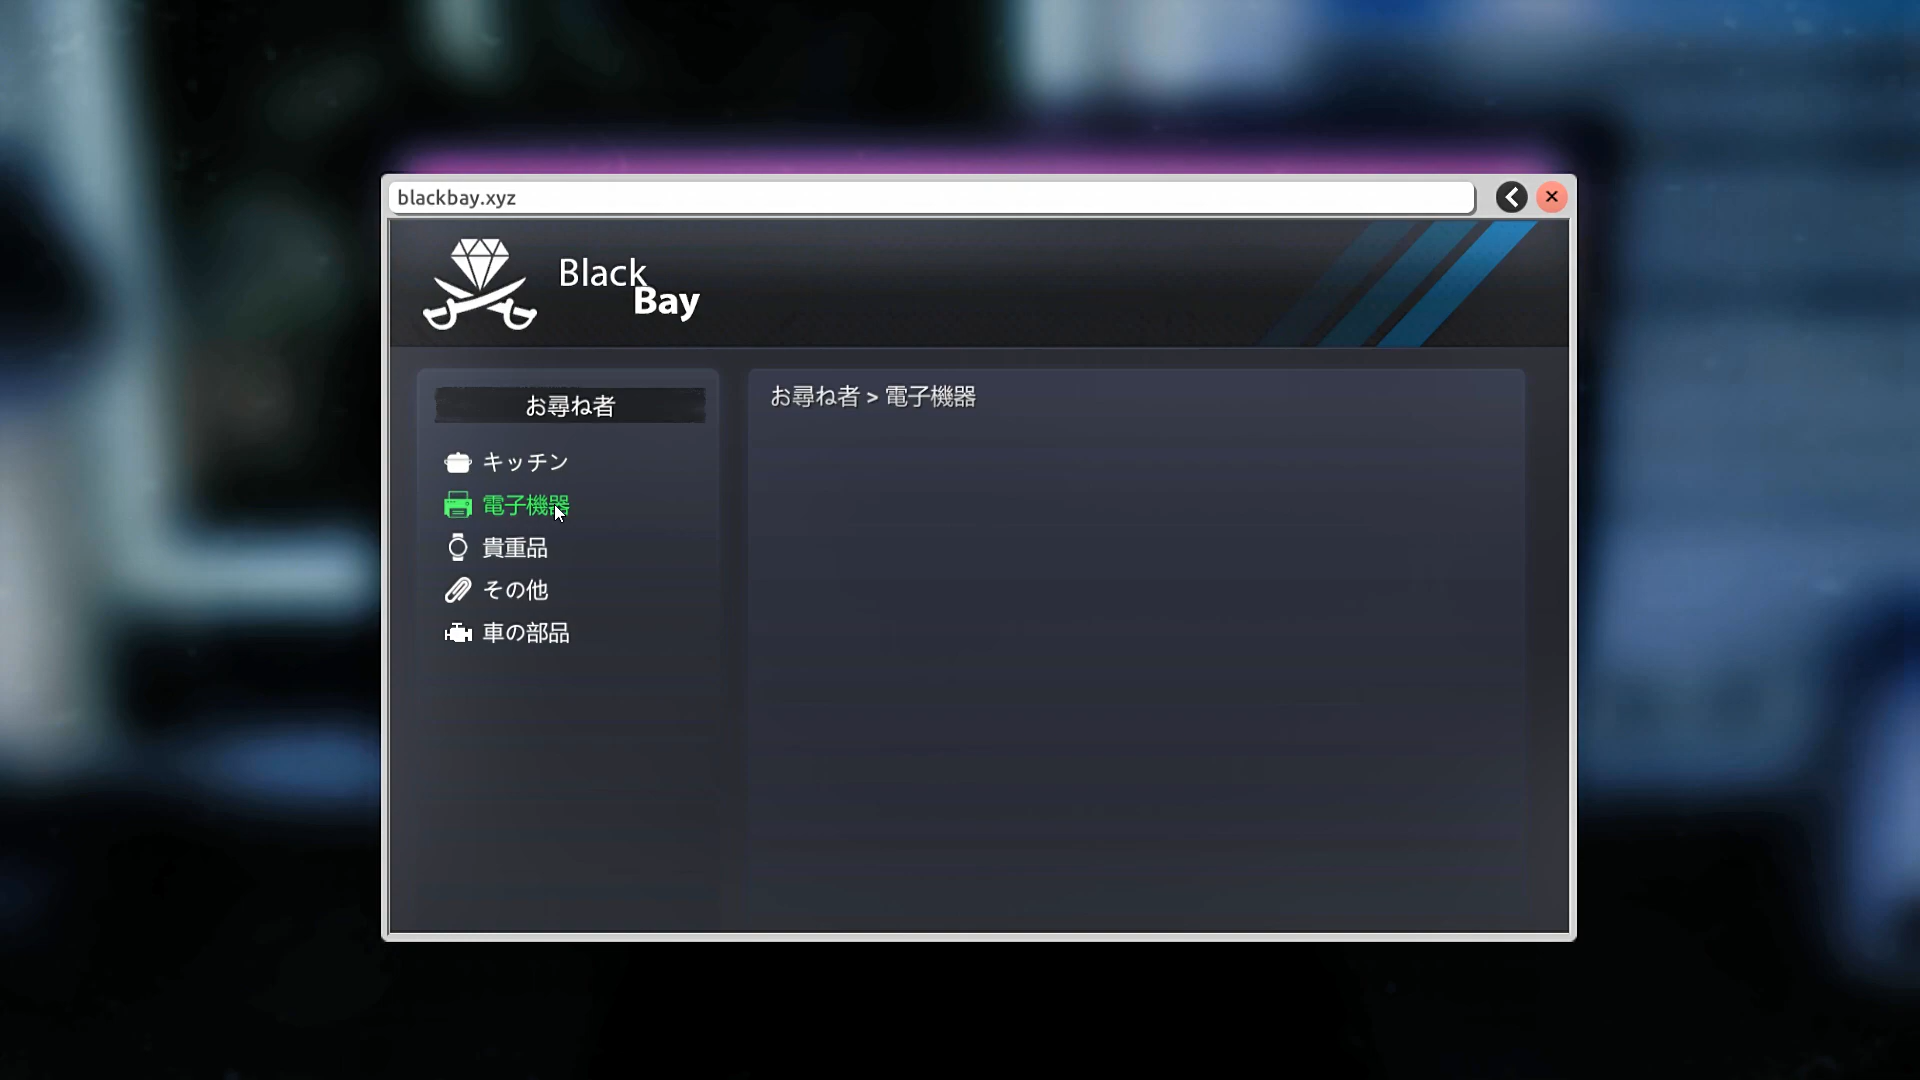 blackbay.xyz
Black
Bay
お尋ね者
キッチン
電子機器
貴重品
その他
車の部品
お尋ね者 > 電子機器